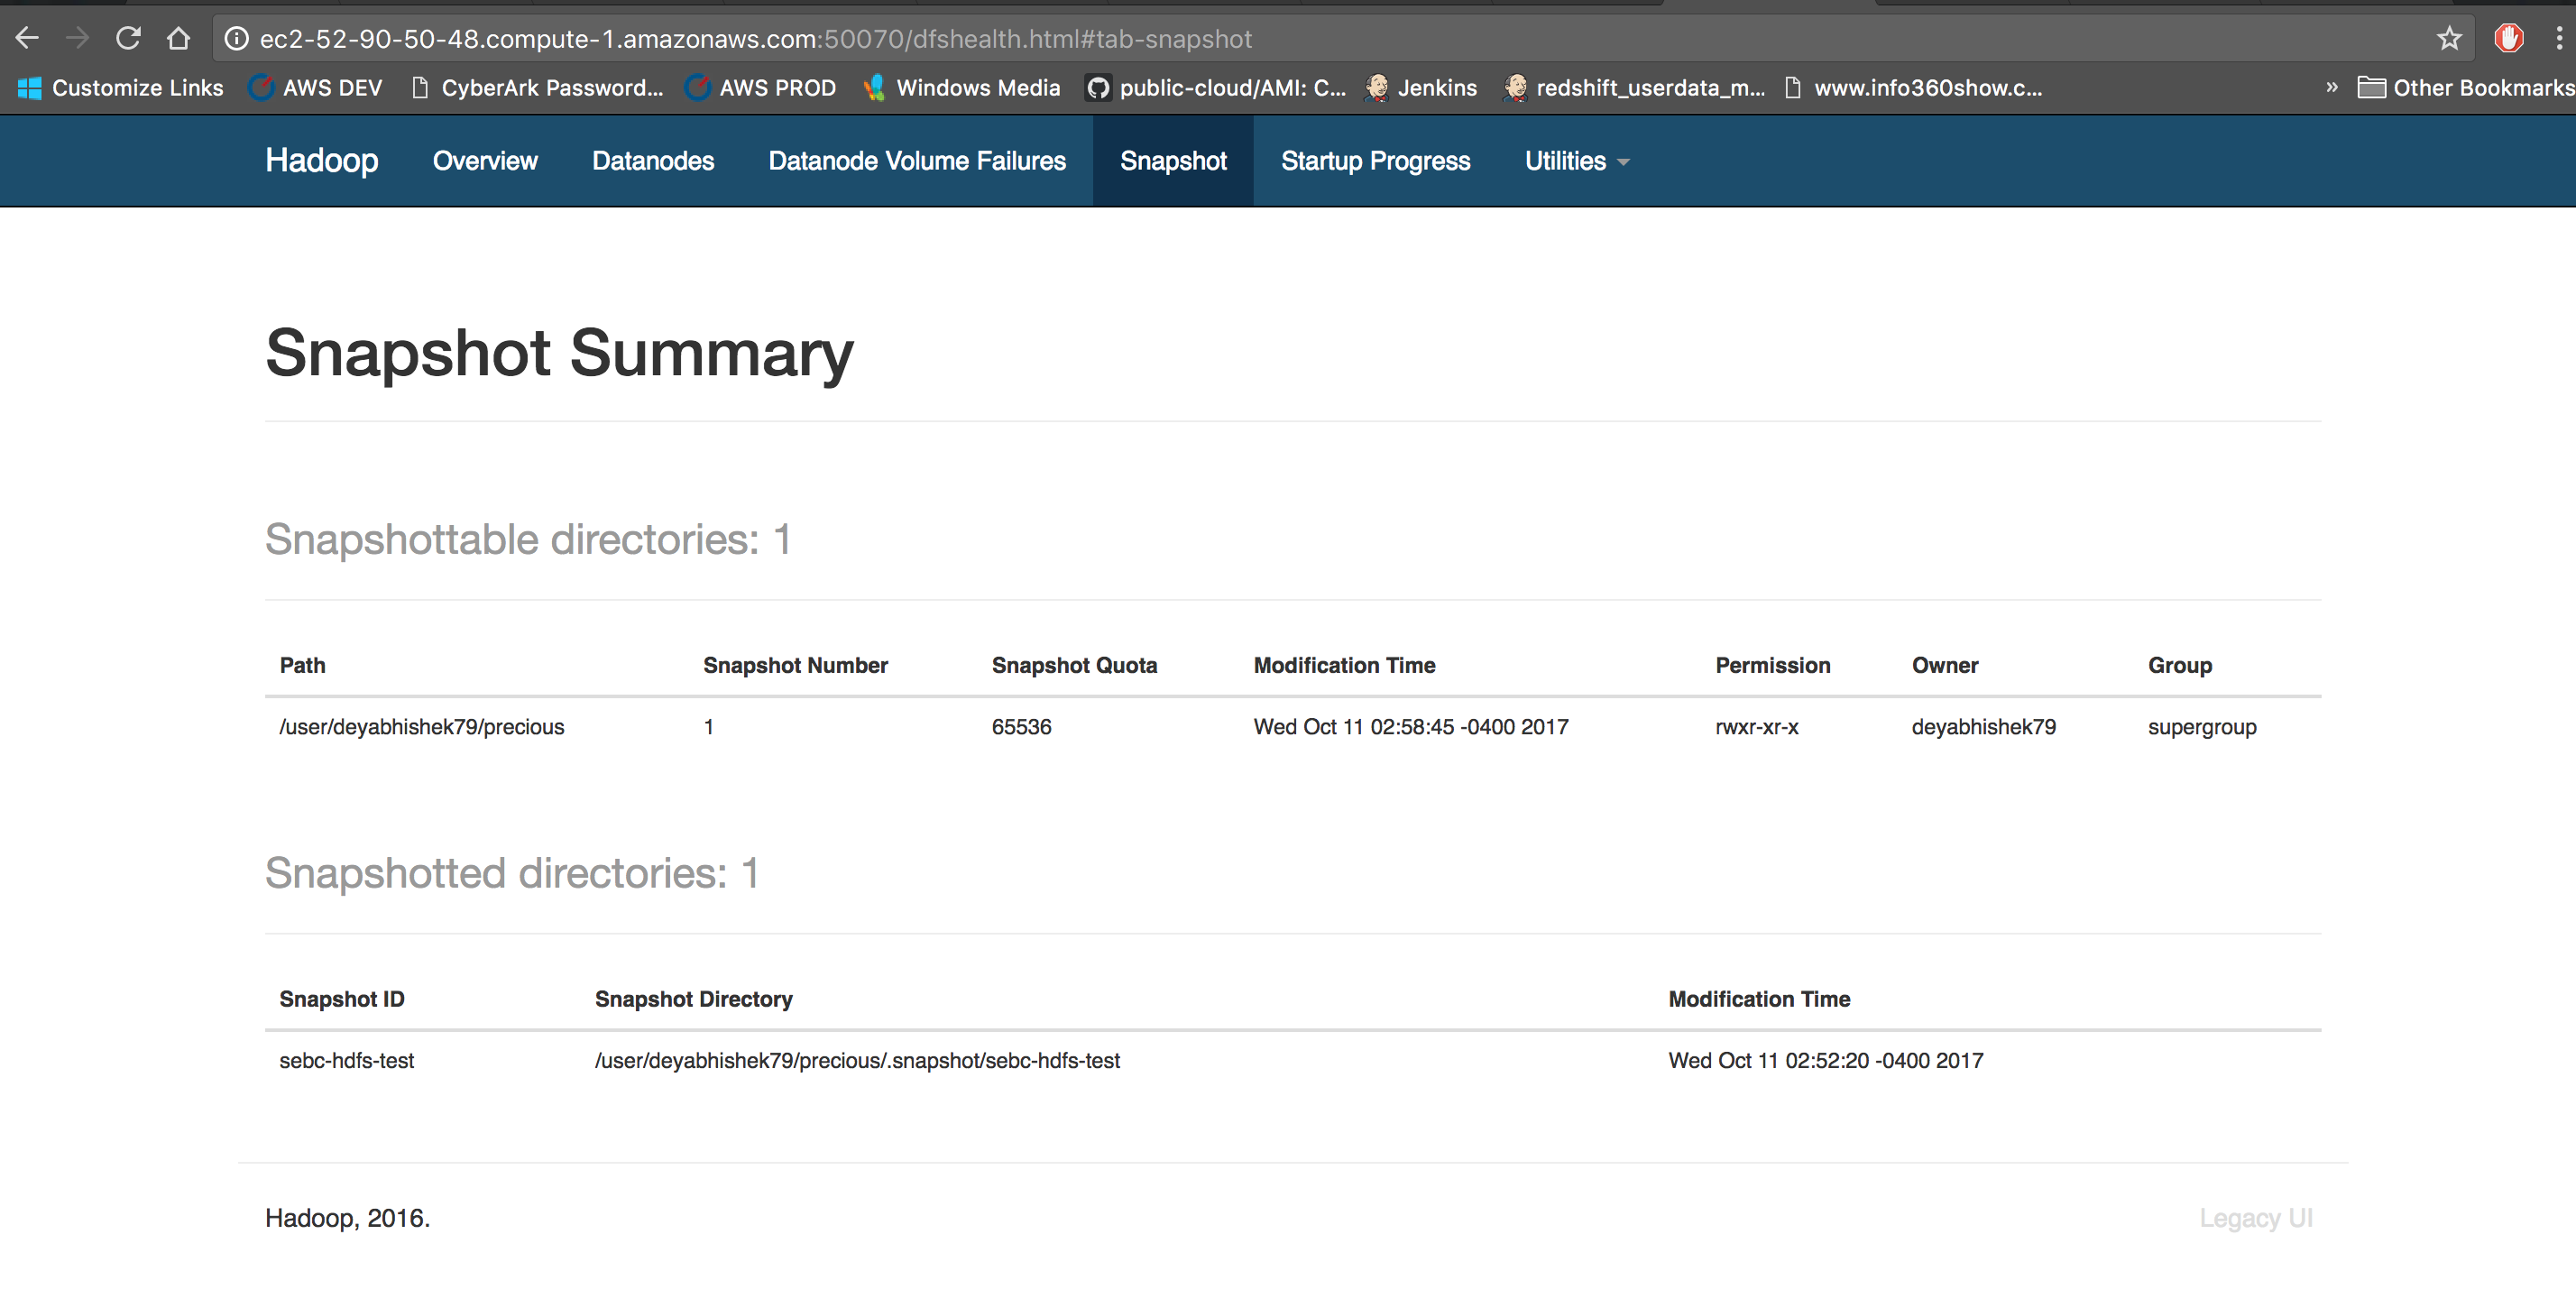 ec2-52-90-50-48.compute-1.amazonaws.com:50070/dfshealth.html#tab-snapshot
Customize Links AWS DEV CyberArk Password... AWS PROD Windows Media public-cloud/AMI: C... Jenkins redshift_userdata_m... www.info360show.c... » Other Bookmarks
Hadoop Overview Datanodes Datanode Volume Failures Snapshot Startup Progress Utilities
Snapshot Summary
Snapshottable directories: 1
Path Snapshot Number Snapshot Quota Modification Time Permission Owner Group
/user/deyabhishek79/precious 1 65536 Wed Oct 11 02:58:45 -0400 2017 rwxr-xr-x deyabhishek79 supergroup
Snapshotted directories: 1
Snapshot ID Snapshot Directory Modification Time
sebc-hdfs-test /user/deyabhishek79/precious/.snapshot/sebc-hdfs-test Wed Oct 11 02:52:20 -0400 2017
Hadoop, 2016. Legacy UI